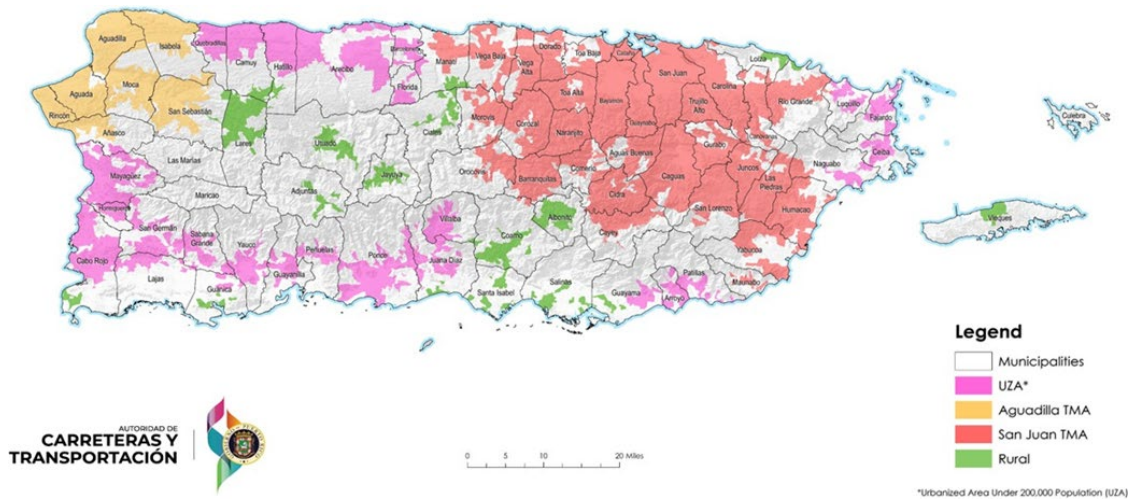 Aguadilla
Isabela
Quebradillas
Camuy
Hatillo
Arecibo
Barceloneta
Manatí
Vega Baja
Vega
Alta
Dorado
Toa Baja
Cataño
San Juan
Carolina
Loíza
Río Grande
Luquillo
Fajardo
Ceiba
Culebra
Aguada
Moca
Rincón
San Sebastián
Añasco
Lares
Utuado
Florida
Ciales
Morovis
Corozal
Toa Alta
Naranjito
Bayamón
Guaynabo
Trujillo
Alto
Canóvanas
Las Marías
Mayagüez
Maricao
Adjuntas
Jayuya
Orocovis
Barranquitas
Comerío
Aguas Buenas
Caguas
Gurabo
Juncos
Las
Piedras
Naguabo
Humacao
Hormigueros
San Germán
Sabana
Grande
Yauco
Peñuelas
Villalba
Coamo
Aibonito
Cidra
Cayey
San Lorenzo
Yabucoa
Vieques
Cabo Rojo
Lajas
Guánica
Guayanilla
Ponce
Juana Díaz
Santa Isabel
Salinas
Guayama
Arroyo
Patillas
Maunabo
Legend
Municipalities
UZA*
Aguadilla TMA
San Juan TMA
Rural
AUTORIDAD DE
CARRETERAS Y
TRANSPORTACIÓN
0 5 10 20 Miles
*Urbanized Area Under 200,000 Population (UZA)